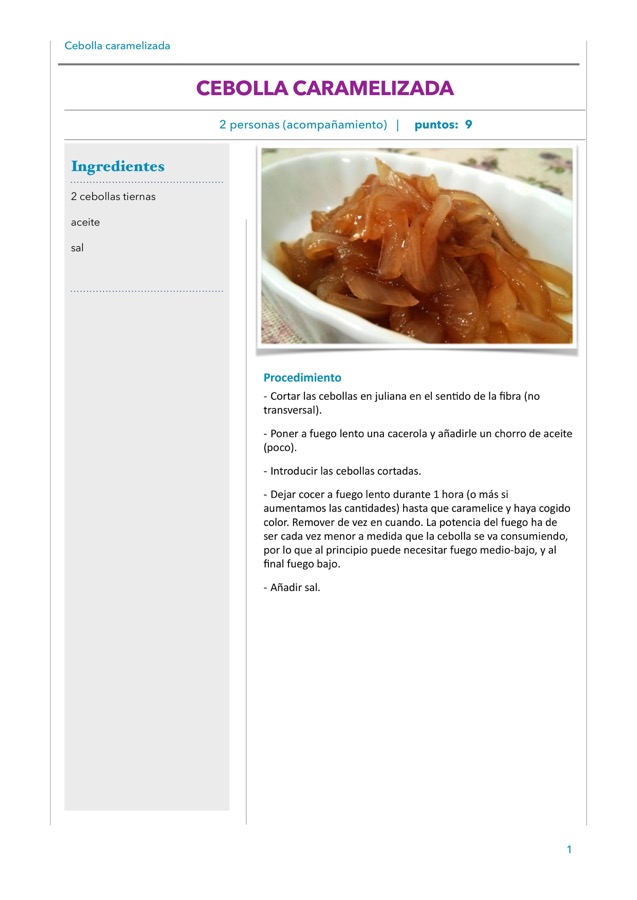 Cebolla caramelizada
CEBOLLA CARAMELIZADA
2 personas (acompañamiento) | puntos: 9
Ingredientes
2 cebollas tiernas
aceite
sal
Procedimiento
- Cortar las cebollas en juliana en el sentido de la fibra (no
transversal).
- Poner a fuego lento una cacerola y añadirle un chorro de aceite
(poco).
- Introducir las cebollas cortadas.
- Dejar cocer a fuego lento durante 1 hora (o más si
aumentamos las cantidades) hasta que caramelice y haya cogido
color. Remover de vez en cuando. La potencia del fuego ha de
ser cada vez menor a medida que la cebolla se va consumiendo,
por lo que al principio puede necesitar fuego medio-bajo, y al
final fuego bajo.
- Añadir sal.
1